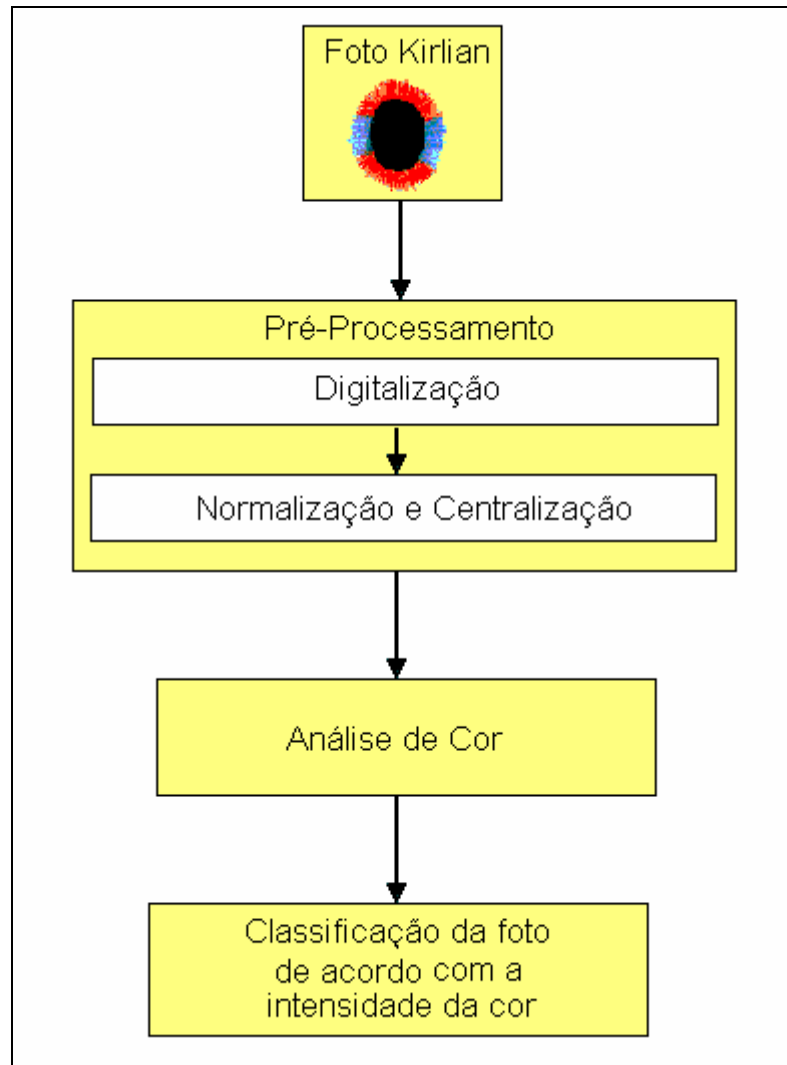 Foto Kirlian
Pré-Processamento
Digitalização
Normalização e Centralização
Análise de Cor
Classificação da foto
de acordo com a
intensidade da cor